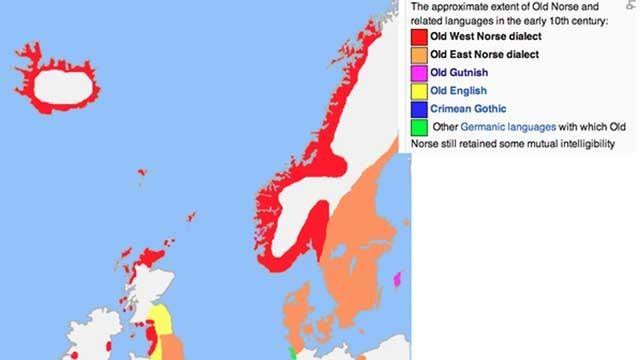 The approximate extent of Old Norse and
related languages in the early 10th century:
Old West Norse dialect
Old East Norse dialect
Old Gutnish
Old English
Crimean Gothic
Other Germanic languages with which Old
Norse still retained some mutual intelligibility